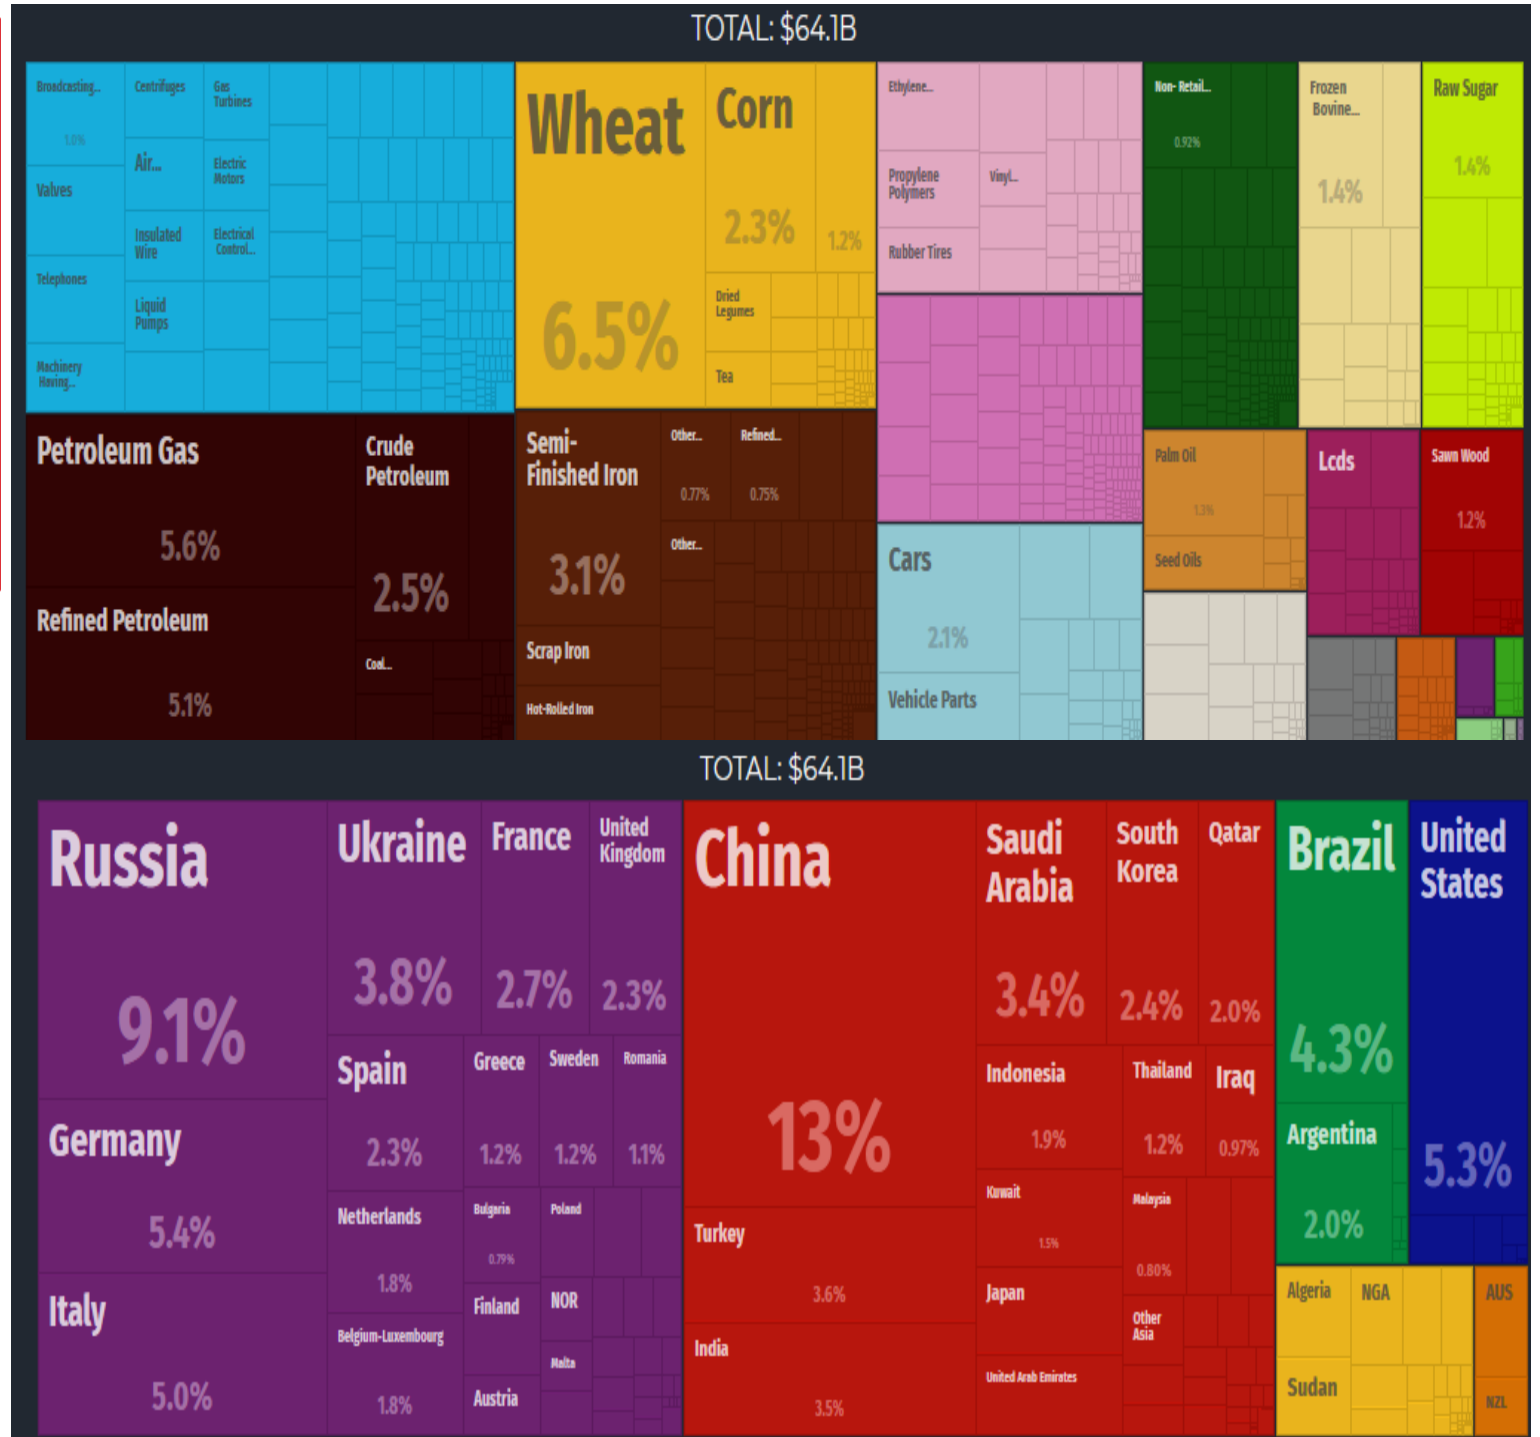 TOTAL: $64.1B
Broadcasting...
1.0%
Valves
Telephones
Machinery
Having...
Centrifuges
Air...
Insulated
Wire
Liquid
Pumps
Gas
Turbines
Electric
Motors
Electrical
Control...
Wheat
6.5%
Corn
2.3%
1.2%
Dried
Legumes
Tea
Ethylene...
Propylene
Polymers
Rubber Tires
Vinyl...
Non- Retail...
0.92%
Frozen
Bovine...
1.4%
Raw Sugar
1.4%
Petroleum Gas
5.6%
Refined Petroleum
5.1%
Crude
Petroleum
2.5%
Coal...
Semi-
Finished Iron
3.1%
Scrap Iron
Hot-Rolled Iron
Other...
0.77%
Refined...
0.75%
Other...
Cars
2.1%
Vehicle Parts
Palm Oil
1.3%
Seed Oils
Lcds
Sawn Wood
1.2%
TOTAL: $64.1B
Russia
9.1%
Germany
5.4%
Italy
5.0%
Ukraine
3.8%
France
2.7%
United
Kingdom
2.3%
Spain
2.3%
Netherlands
1.8%
Belgium-Luxembourg
1.8%
Greece
1.2%
Sweden
1.2%
Romania
1.1%
Bulgaria
0.79%
Poland
Finland
NOR
Malta
Austria
China
13%
Turkey
3.6%
India
3.5%
Saudi
Arabia
3.4%
South
Korea
2.4%
Qatar
2.0%
Indonesia
1.9%
Thailand
1.2%
Iraq
0.97%
Kuwait
1.5%
Malaysia
0.80%
Japan
Other
Asia
United Arab Emirates
Brazil
4.3%
Argentina
2.0%
United
States
5.3%
Algeria
NGA
Sudan
AUS
NZL